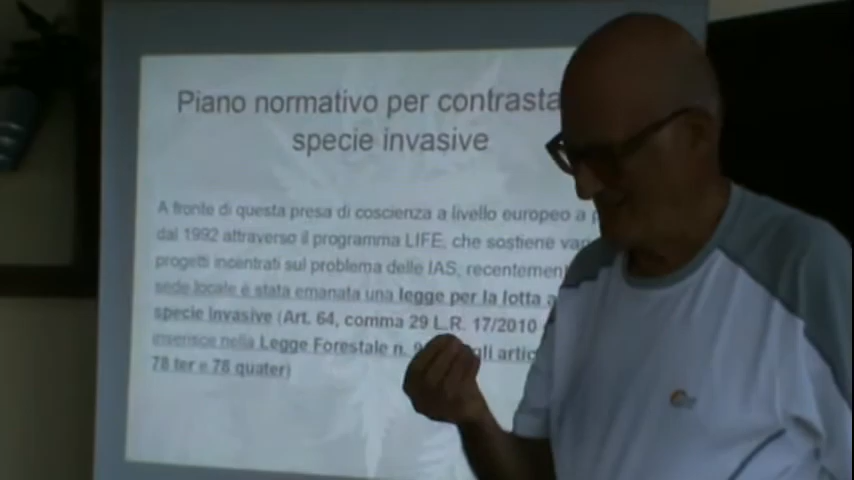 Piano normativo per contrasta
specie invasive
A fronte di questa presa di coscienza a livello europeo a
dal 1992 attraverso il programma LIFE, che sostiene
progetti incentrati sul problema delle IAS, recentemen
sede locale è stata emanata una legge per la lotta a
specie invasive (Art. 64, comma 29 L.R. 17/2010
inserisce nella Legge Forestale n. gli artic
78 ter e 78 quater)